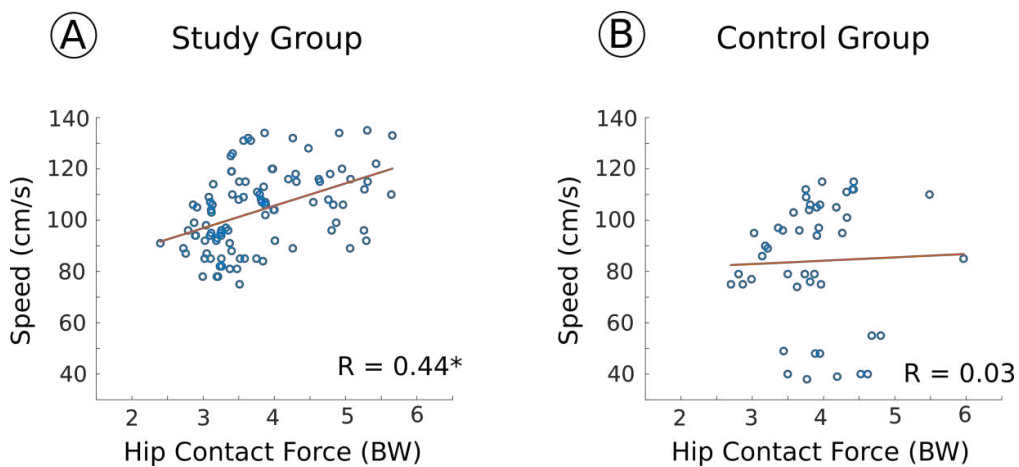 A Study Group
140
120
100
80
60
40
Speed (cm/s)
R = 0.44*
2 3 4 5 6
Hip Contact Force (BW)
B Control Group
140
120
100
80
60
40
Speed (cm/s)
R = 0.03
2 3 4 5 6
Hip Contact Force (BW)